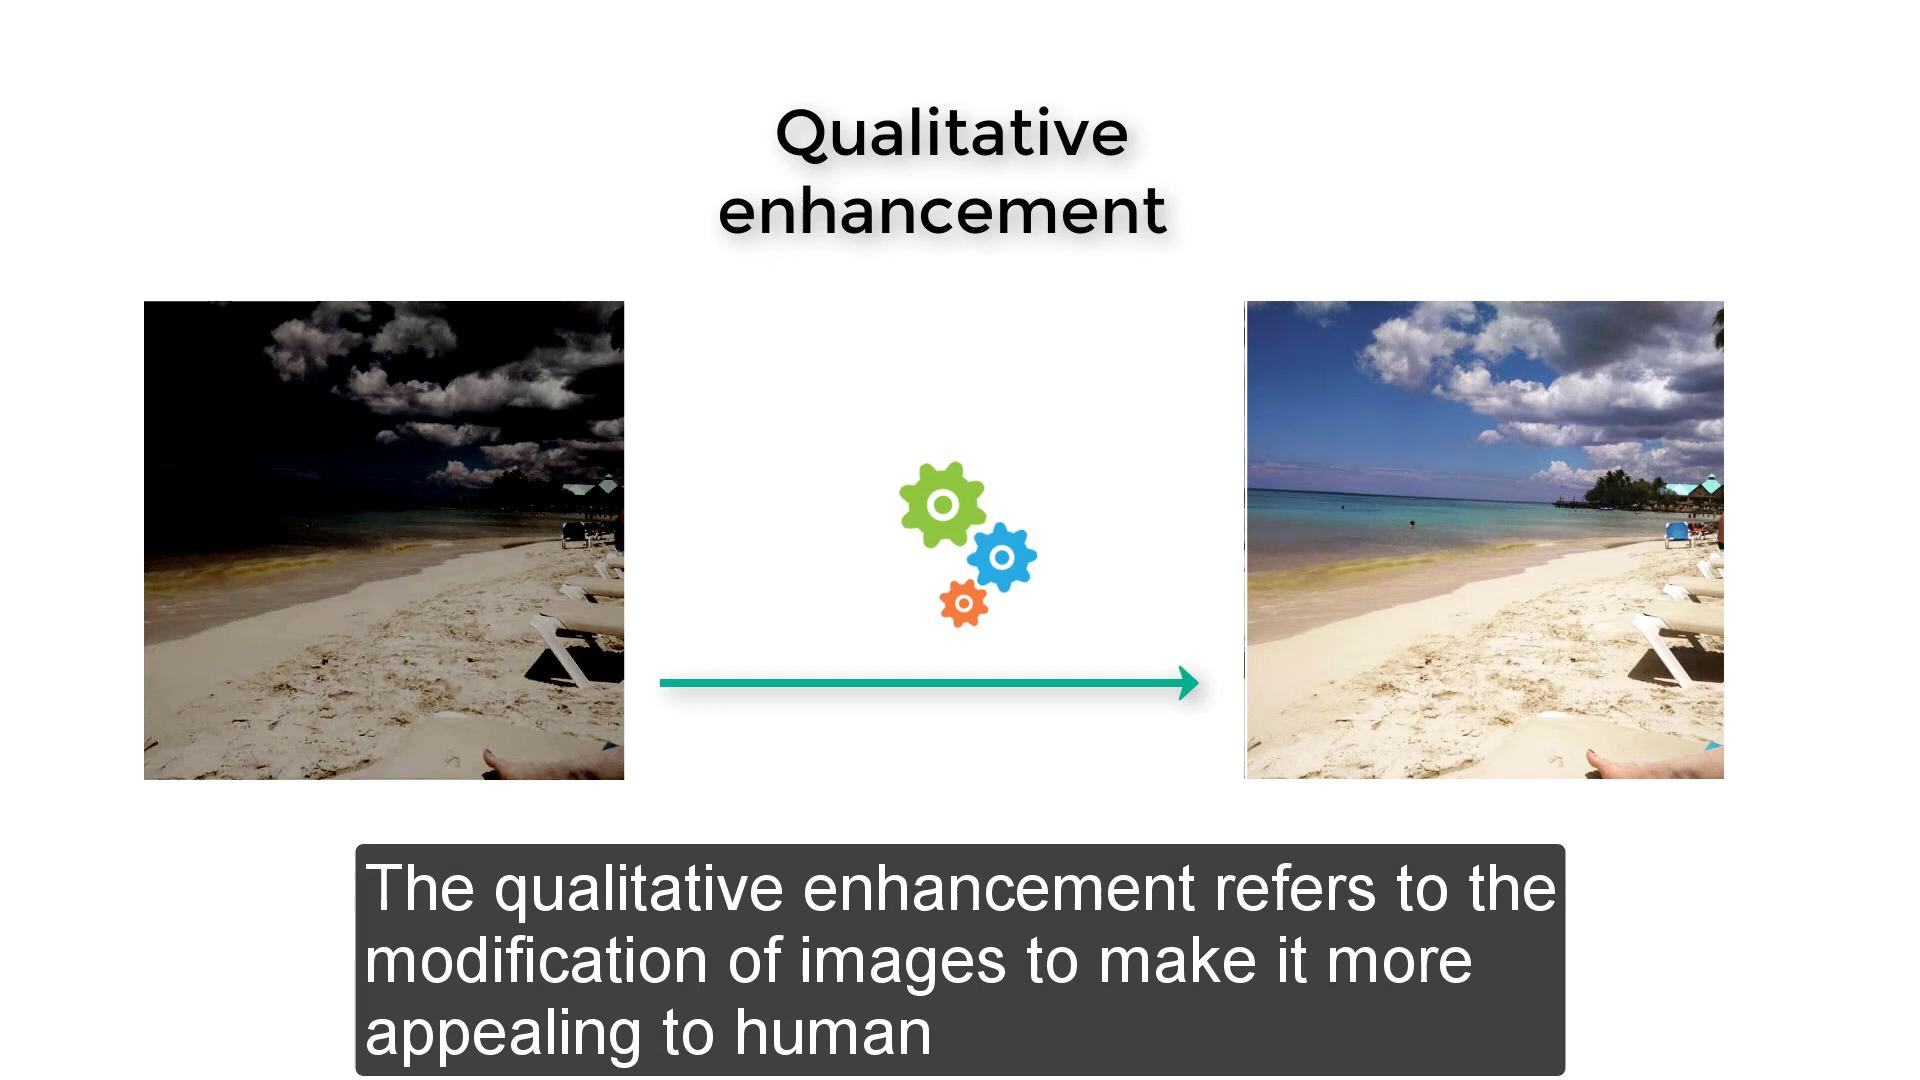 Qualitative
enhancement
The qualitative enhancement refers to the
modification of images to make it more
appealing to human